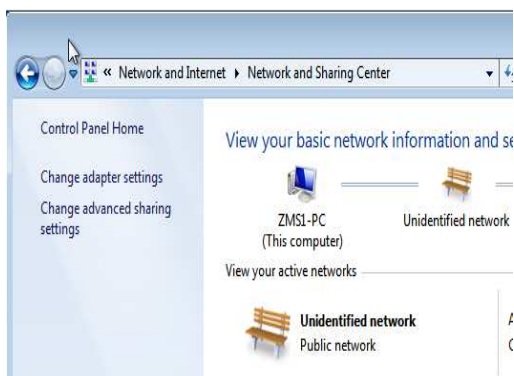 « Network and Internet ▸ Network and Sharing Center
Control Panel Home
Change adapter settings
Change advanced sharing
settings
View your basic network information and se
ZMS1-PC
(This computer)
Unidentified network
View your active networks
Unidentified network
Public network
A
C